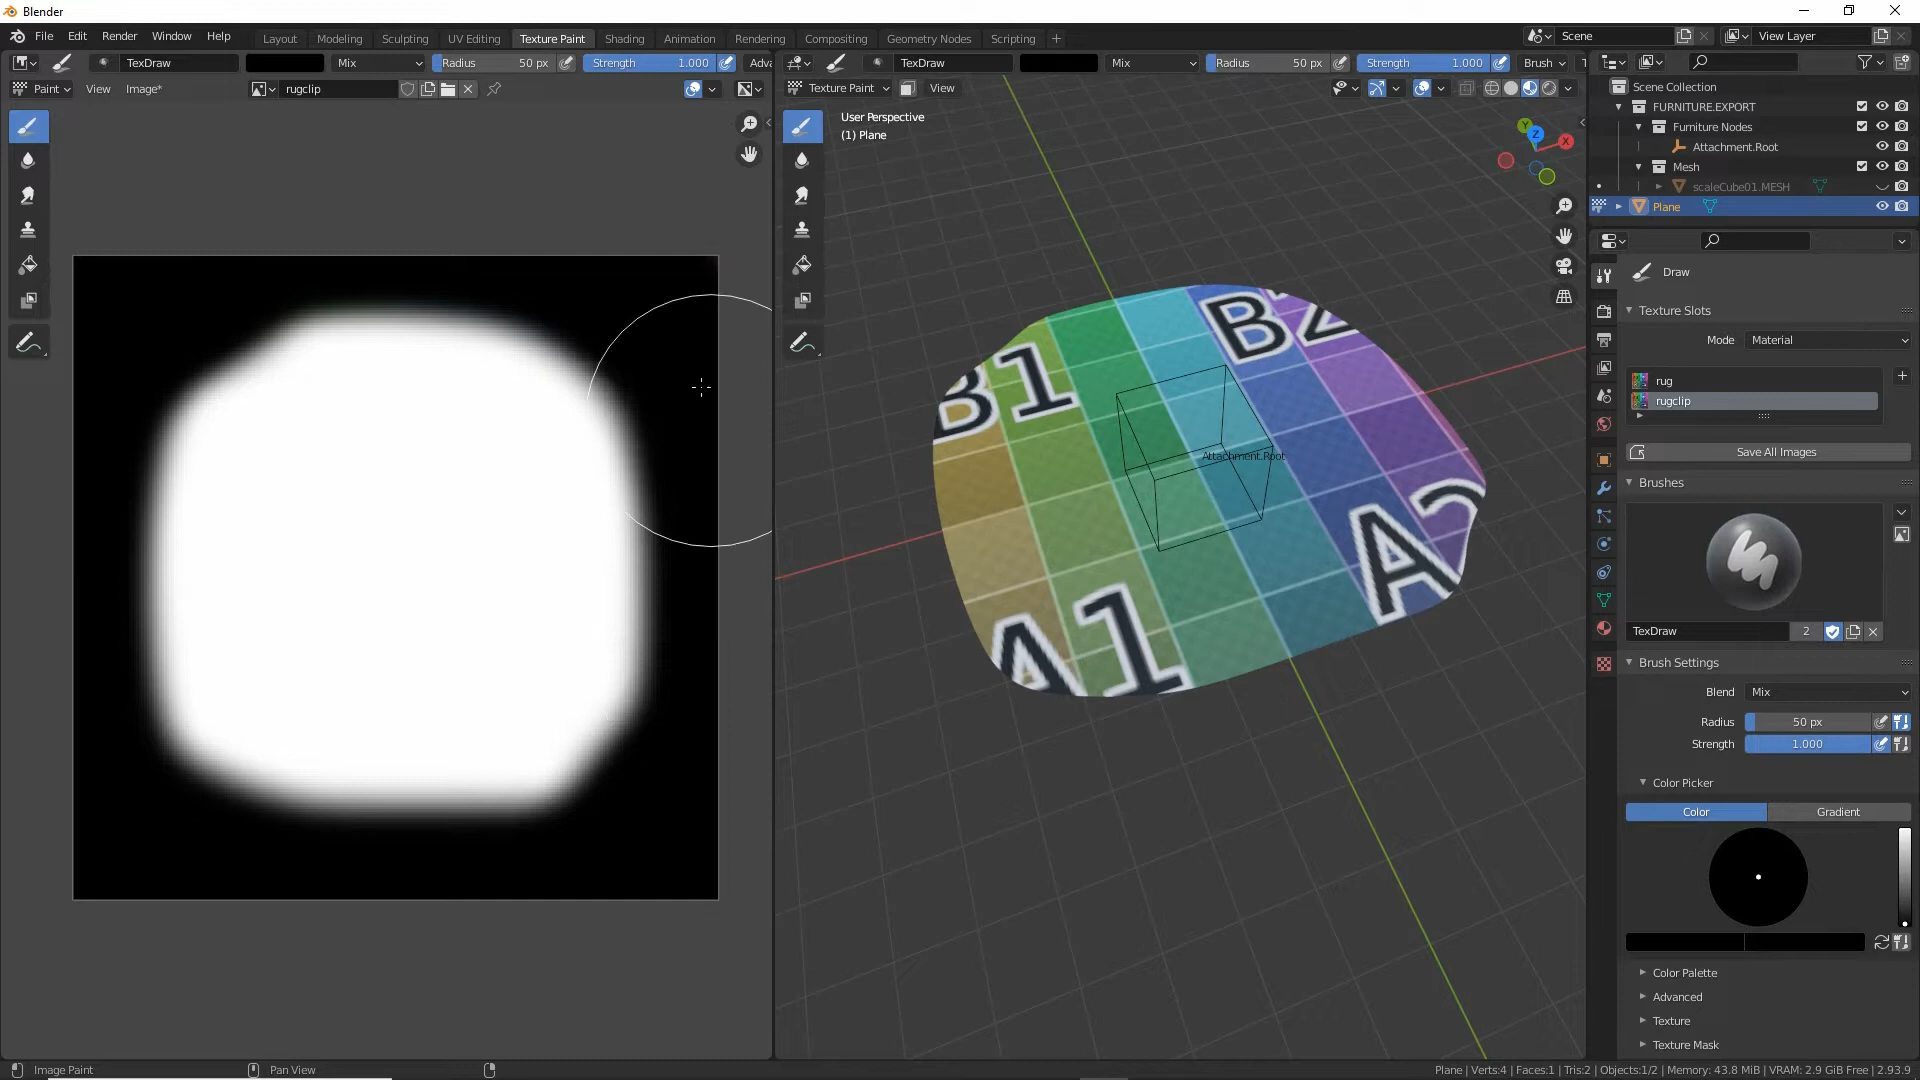 Blender
File Edit Render Window Help
Layout Modeling Sculpting UV Editing Texture Paint Shading Animation Rendering Compositing Geometry Nodes Scripting
Scene
View Layer
TexDraw Mix Radius 50 px Strength 1.000 Adva
TexDraw Mix Radius 50 px Strength 1.000 Brush
Paint View Image* rugclip
Texture Paint View
User Perspective
(1) Plane
Z
Y
X
B1
B2
A1
A2
Attachment.Root
Scene Collection
FURNITURE.EXPORT
Furniture Nodes
Attachment.Root
Mesh
scaleCube01.MESH
Plane
Draw
Texture Slots
Mode Material
rug
rugclip
Save All Images
Brushes
TexDraw 2
Brush Settings
Blend Mix
Radius 50 px
Strength 1.000
Color Picker
Color Gradient
Color Palette
Advanced
Texture
Texture Mask
Image Paint Pan View
Plane | Verts:4 | Faces:1 | Tris:2 | Objects:1/2 | Memory: 43.8 MiB | VRAM: 2.9 GiB Free | 2.93.9